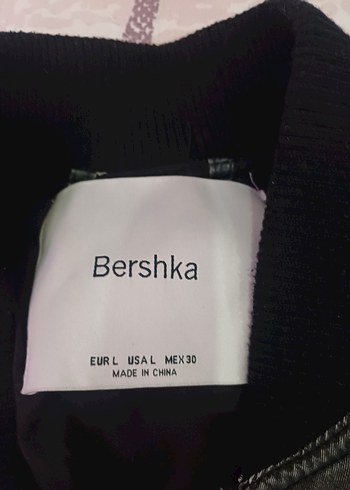 Bershka
EUR L USA L MEX 30
MADE IN CHINA